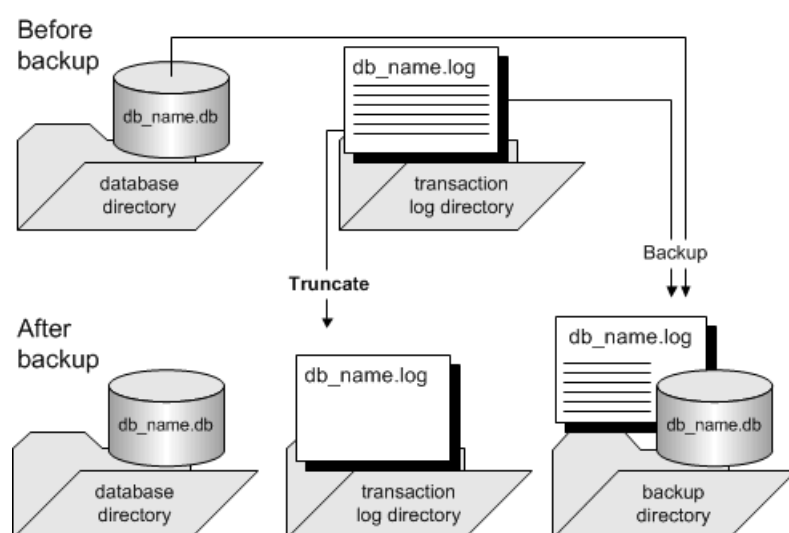 Before
backup
db_name.db
database
directory
db_name.log
transaction
log directory
Truncate
Backup
After
backup
db_name.db
database
directory
db_name.log
transaction
log directory
db_name.log
db_name.db
backup
directory